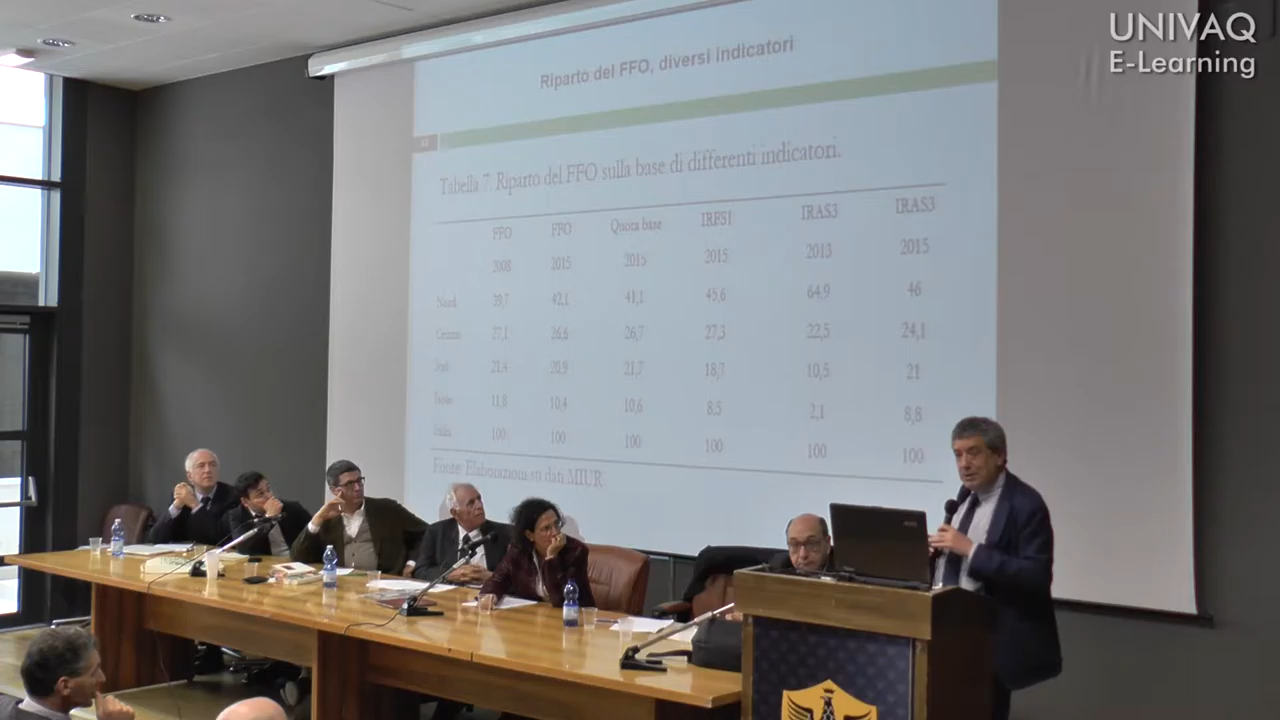 UNIVAQ
E-Learning
Riparto del FFO, diversi indicatori
Tabella 7. Riparto del FFO sulla base di differenti indicatori.
FFO FFO Quota base IRFS1 IRAS3 IRAS3
2008 2015 2015 2015 2013 2015
Nord 39,7 42,1 41,1 45,6 64,9 46
Centro 27,1 26,6 26,7 27,3 22,5 24,1
Sud 21,4 20,9 21,7 18,7 10,5 21
Isole 11,8 10,4 10,6 8,5 2,1 8,8
Italia 100 100 100 100 100 100
Fonte: Elaborazioni su dati MIUR